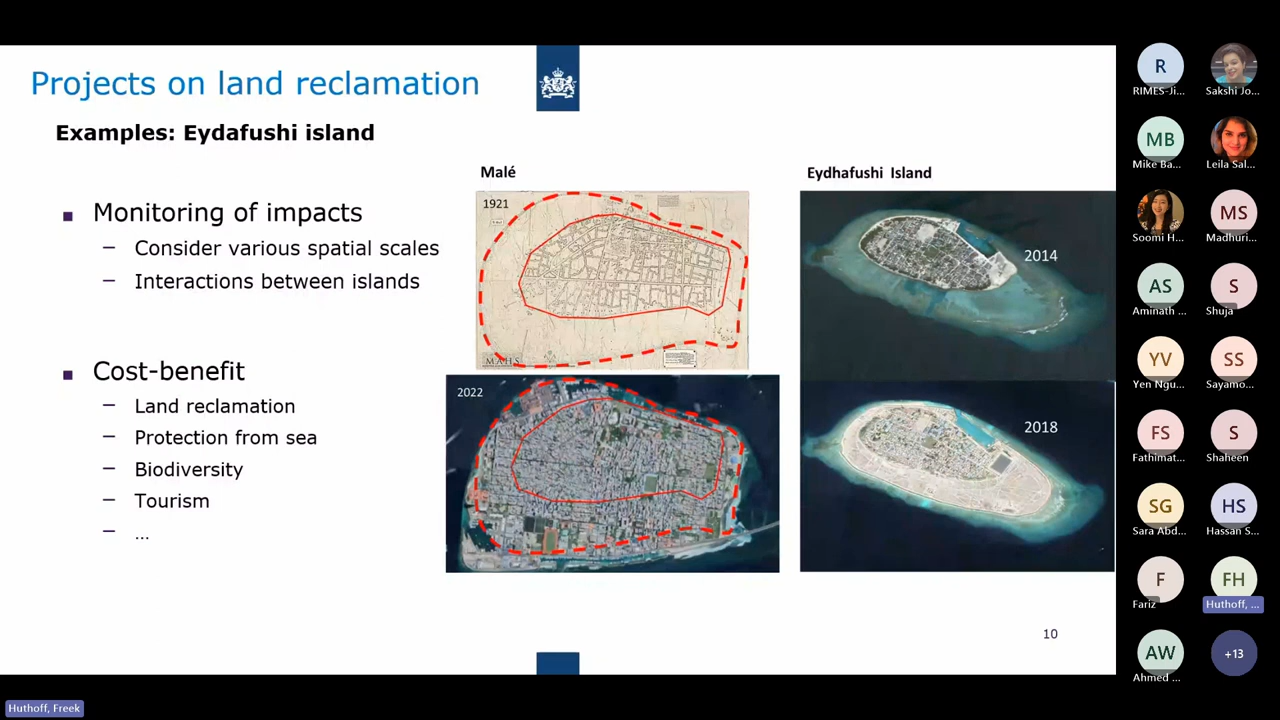 Projects on land reclamation
Examples: Eydafushi island
Monitoring of impacts
– Consider various spatial scales
– Interactions between islands
Cost-benefit
– Land reclamation
– Protection from sea
– Biodiversity
– Tourism
– ...
Malé
1921
MAHS
2022
Eydhafushi Island
2014
2018
10
R
RIMES-Ji...
Sakshi Jo...
MB
Mike Ba...
Leila Sal...
Soomi H...
MS
Madhuri...
AS
Aminath ...
S
Shuja
YV
Yen Ngu...
SS
Sayamo...
FS
Fathimat...
S
Shaheen
SG
Sara Abd...
HS
Hassan S...
F
Fariz
FH
Huthoff, ...
AW
Ahmed ...
+13
Huthoff, Freek